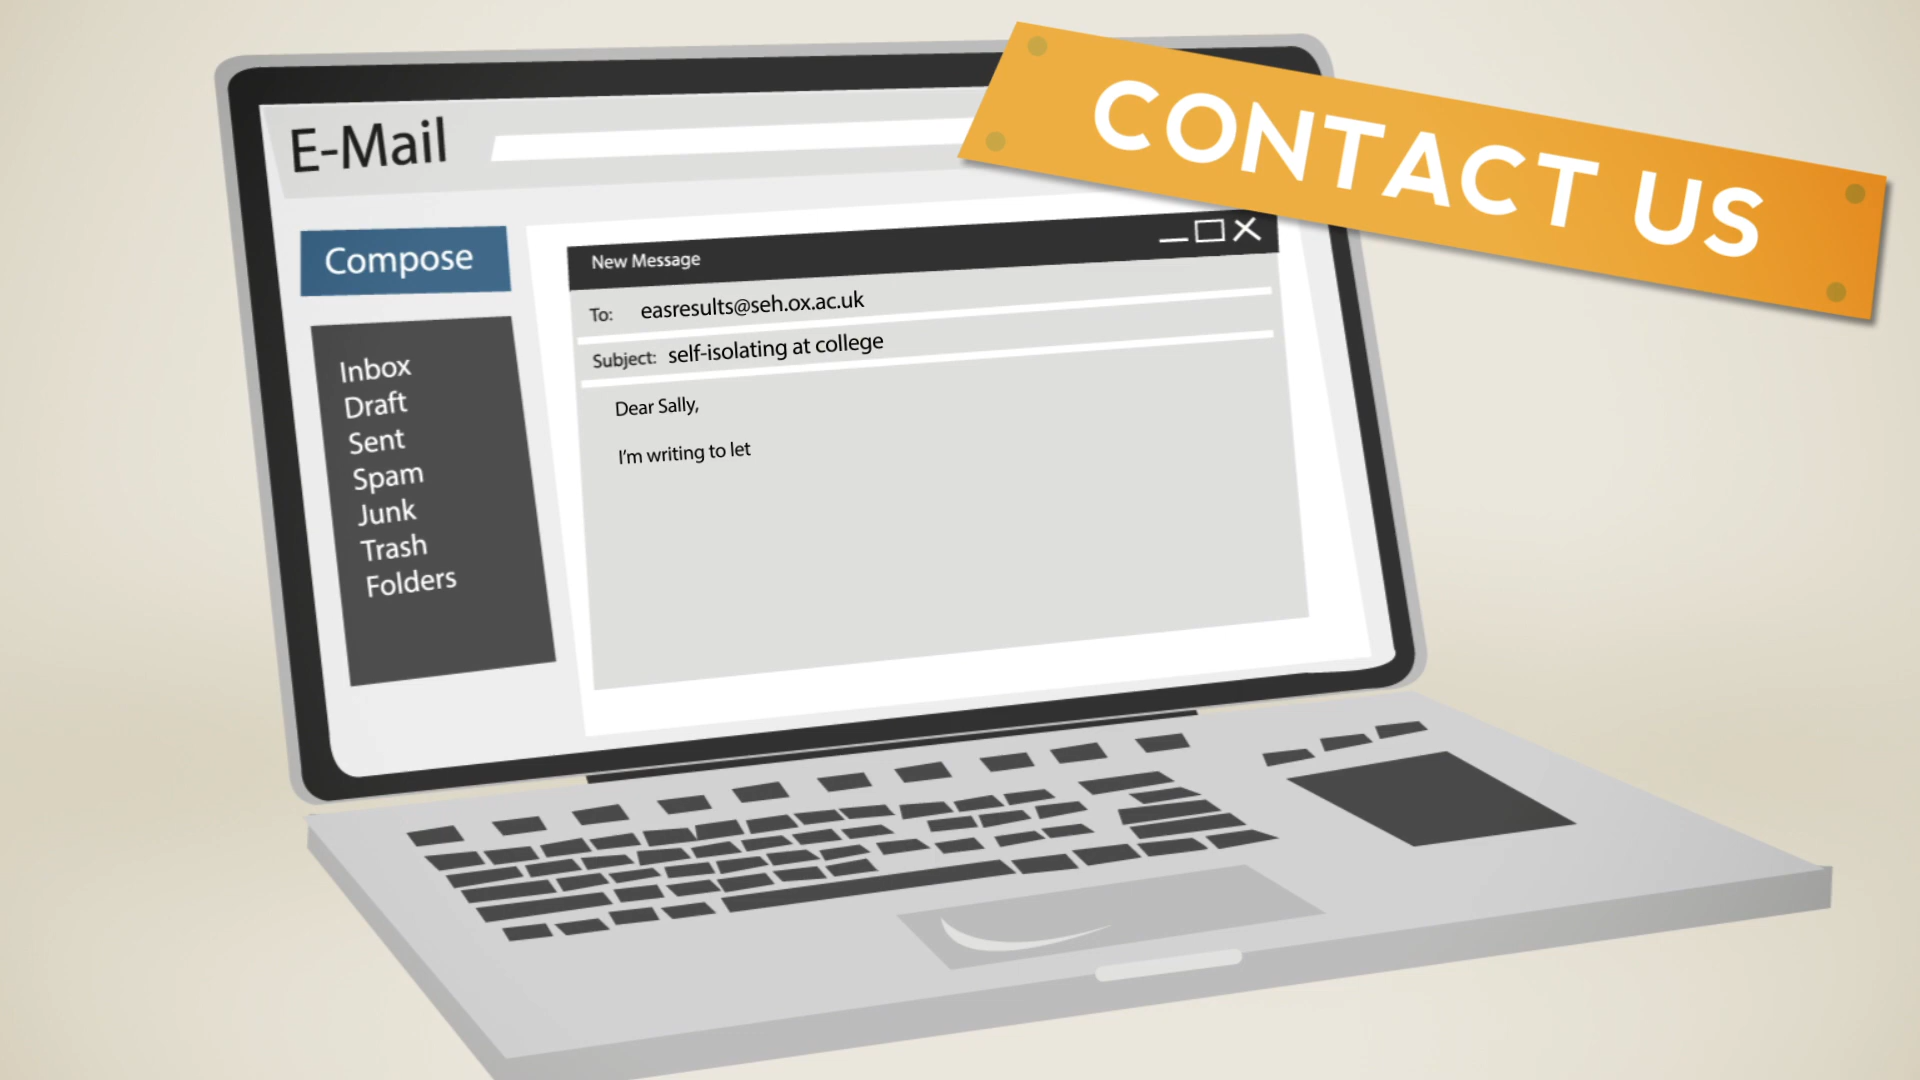 CONTACT US
E-Mail
Compose
Inbox
Draft
Sent
Spam
Junk
Trash
Folders
New Message
To: easresults@seh.ox.ac.uk
Subject: self-isolating at college
Dear Sally,
I'm writing to let